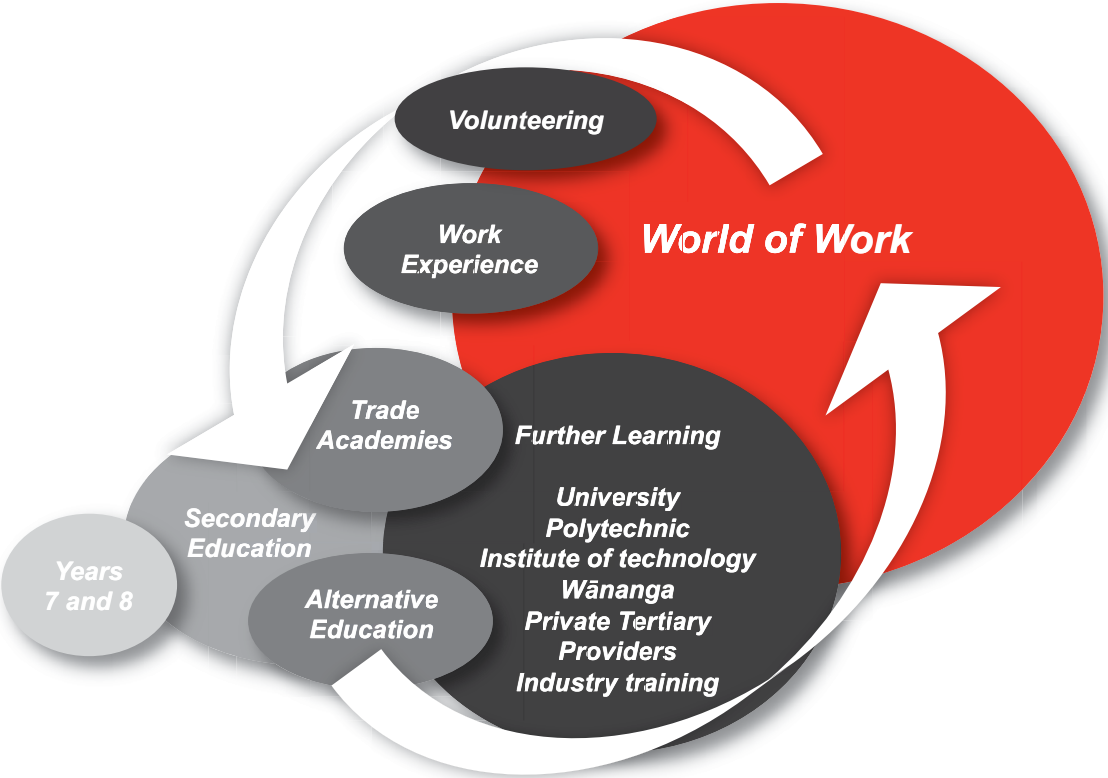 Volunteering
Work
Experience
World of Work
Trade
Academies
Further Learning
University
Polytechnic
Institute of technology
Wānanga
Private Tertiary
Providers
Industry training
Secondary
Education
Years
7 and 8
Alternative
Education